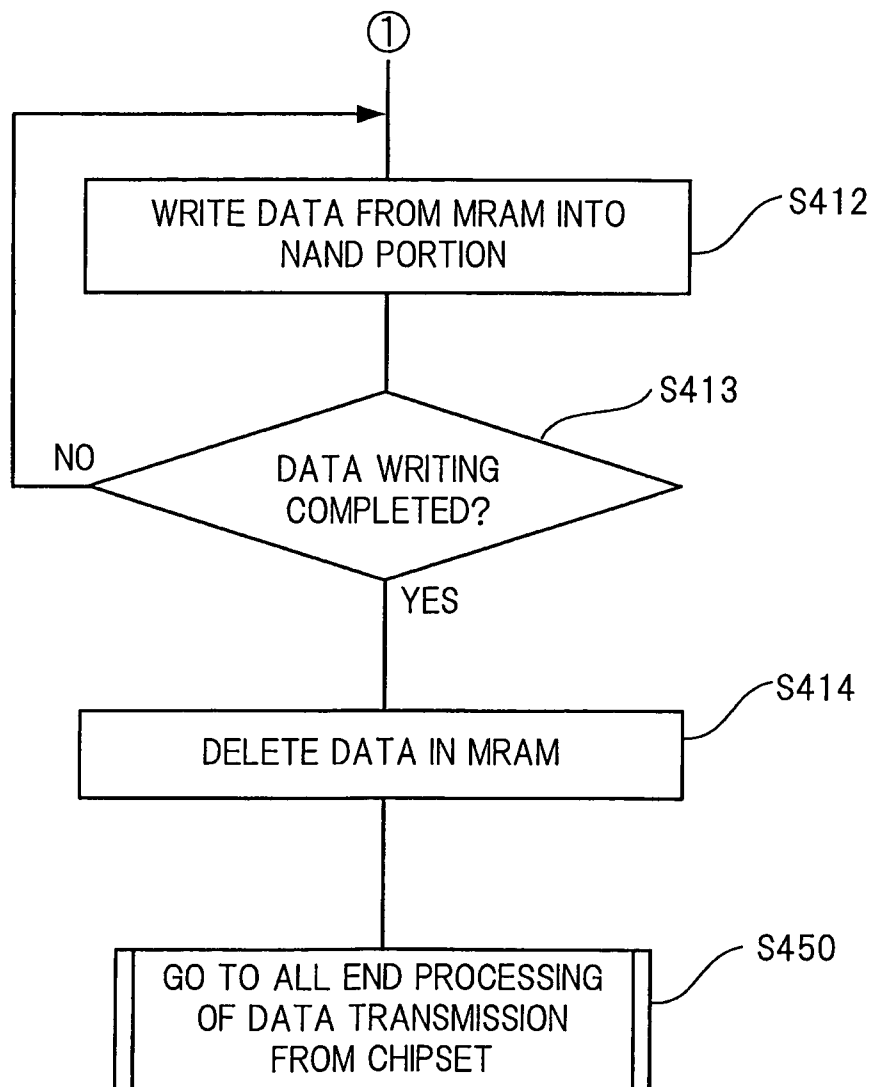 ①
WRITE DATA FROM MRAM INTO
NAND PORTION
S412
S413
NO
DATA WRITING
COMPLETED?
YES
S414
DELETE DATA IN MRAM
S450
GO TO ALL END PROCESSING
OF DATA TRANSMISSION
FROM CHIPSET